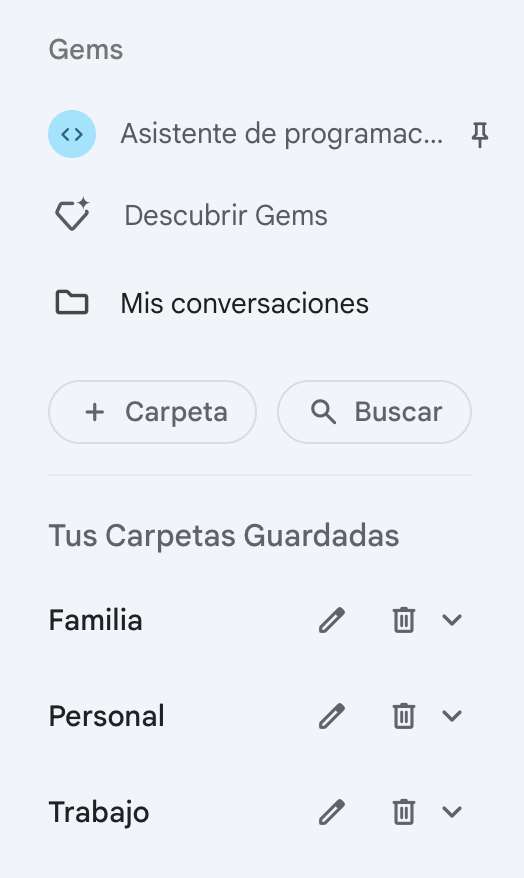 Gems
Asistente de programac...
Descubrir Gems
Mis conversaciones
Carpeta
Buscar
Tus Carpetas Guardadas
Familia
Personal
Trabajo